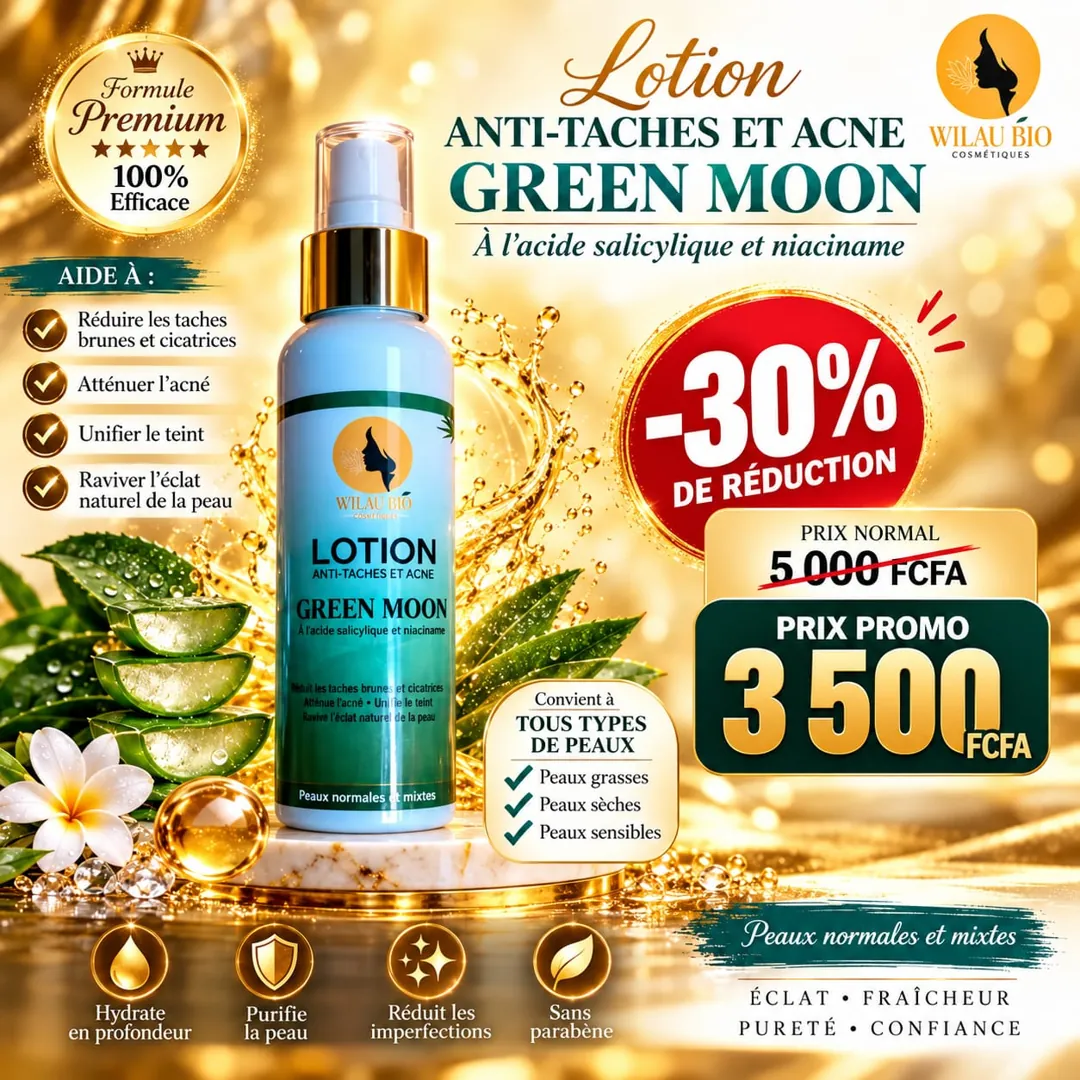 Formule
Premium
100%
Efficace
Lotion
ANTI-TACHES ET ACNE
GREEN MOON
À l'acide salicylique et niaciname
WILAU BIO
COSMÉTIQUES
AIDE À :
Réduire les taches
brunes et cicatrices
Atténuer l'acné
Unifier le teint
Raviver l'éclat
naturel de la peau
-30%
DE RÉDUCTION
PRIX NORMAL
5 000 FCFA
PRIX PROMO
3 500 FCFA
WILAU BIO
COSMÉTIQUES
LOTION
ANTI-TACHES ET ACNE
GREEN MOON
À l'acide salicylique et niaciname
Réduit les taches brunes et cicatrices
Atténue l'acné • Unifie le teint
Ravive l'éclat naturel de la peau
Peaux normales et mixtes
Convient à
TOUS TYPES
DE PEAUX
Peaux grasses
Peaux sèches
Peaux sensibles
Hydrate
en profondeur
Purifie
la peau
Réduit les
imperfections
Sans
parabène
Peaux normales et mixtes
ÉCLAT • FRAÎCHEUR
PURETÉ • CONFIANCE